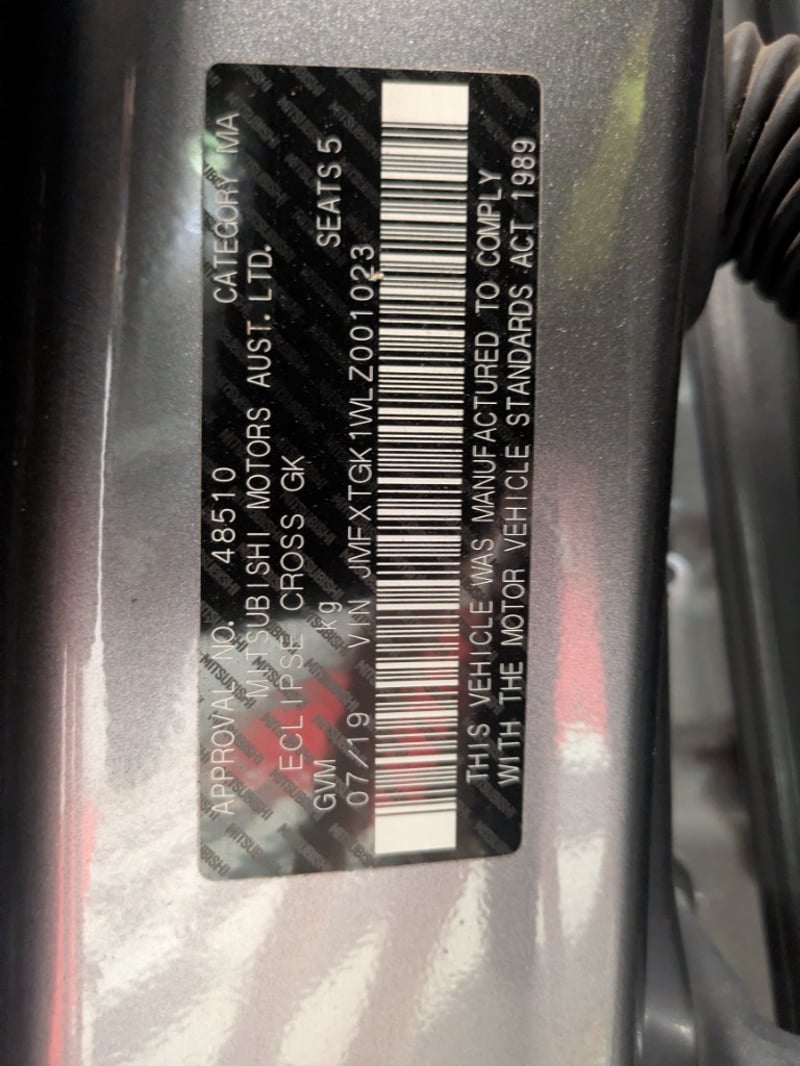 APPROVAL NO. 48510 CATEGORY MA
MITSUBISHI MOTORS AUST. LTD.
ECLIPSE CROSS GK
GVM kg SEATS 5
07/19 VIN JMFXTGK1WLZ001023
THIS VEHICLE WAS MANUFACTURED TO COMPLY
WITH THE MOTOR VEHICLE STANDARDS ACT 1989